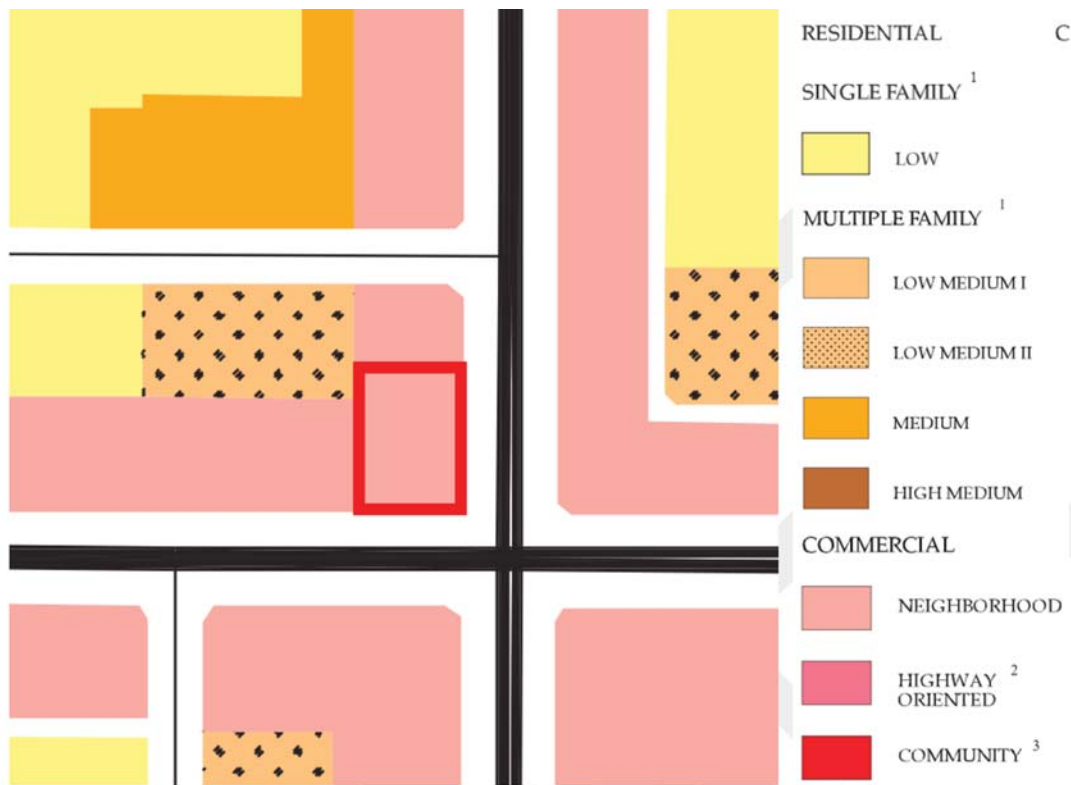 RESIDENTIAL C
SINGLE FAMILY 1
LOW
MULTIPLE FAMILY 1
LOW MEDIUM I
LOW MEDIUM II
MEDIUM
HIGH MEDIUM
COMMERCIAL
NEIGHBORHOOD
HIGHWAY 2
ORIENTED
COMMUNITY 3